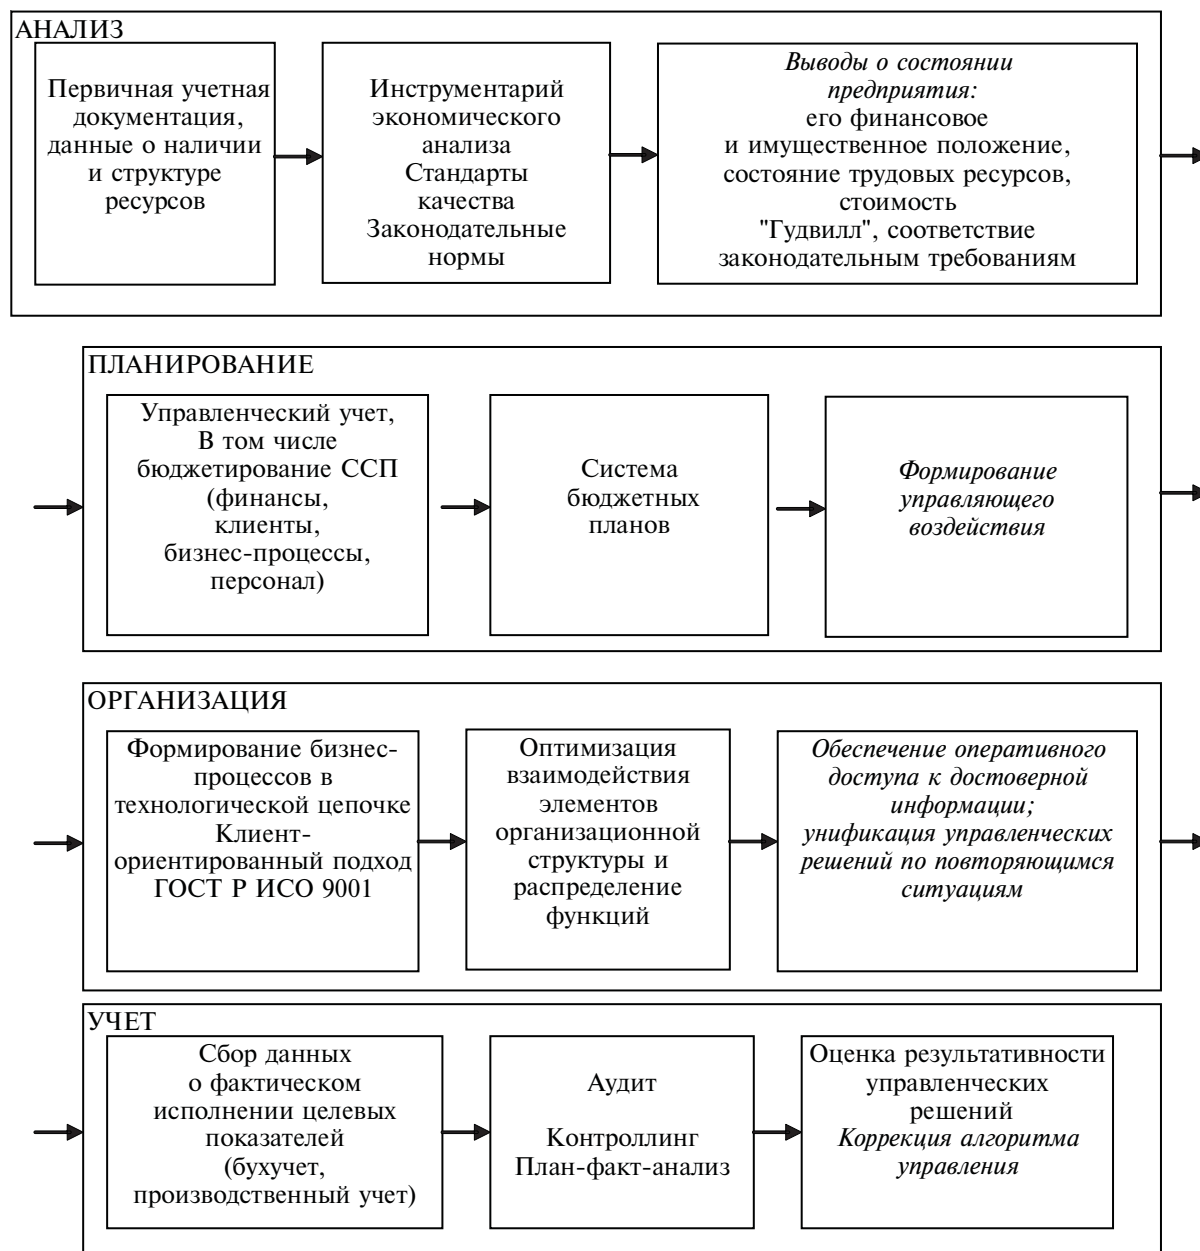 АНАЛИЗ
Первичная учетная
документация,
данные о наличии
и структуре
ресурсов
Инструментарий
экономического
анализа
Стандарты
качества
Законодательные
нормы
Выводы о состоянии
предприятия:
его финансовое
и имущественное положение,
состояние трудовых ресурсов,
стоимость
"Гудвилл", соответствие
законодательным требованиям
ПЛАНИРОВАНИЕ
Управленческий учет,
В том числе
бюджетирование ССП
(финансы,
клиенты,
бизнес-процессы,
персонал)
Система
бюджетных
планов
Формирование
управляющего
воздействия
ОРГАНИЗАЦИЯ
Формирование бизнес-
процессов в
технологической цепочке
Клиент-
ориентированный подход
ГОСТ Р ИСО 9001
Оптимизация
взаимодействия
элементов
организационной
структуры и
распределение
функций
Обеспечение оперативного
доступа к достоверной
информации;
унификация управленческих
решений по повторяющимся
ситуациям
УЧЕТ
Сбор данных
о фактическом
исполнении целевых
показателей
(бухучет,
производственный учет)
Аудит
Контроллинг
План-факт-анализ
Оценка результативности
управленческих
решений
Коррекция алгоритма
управления